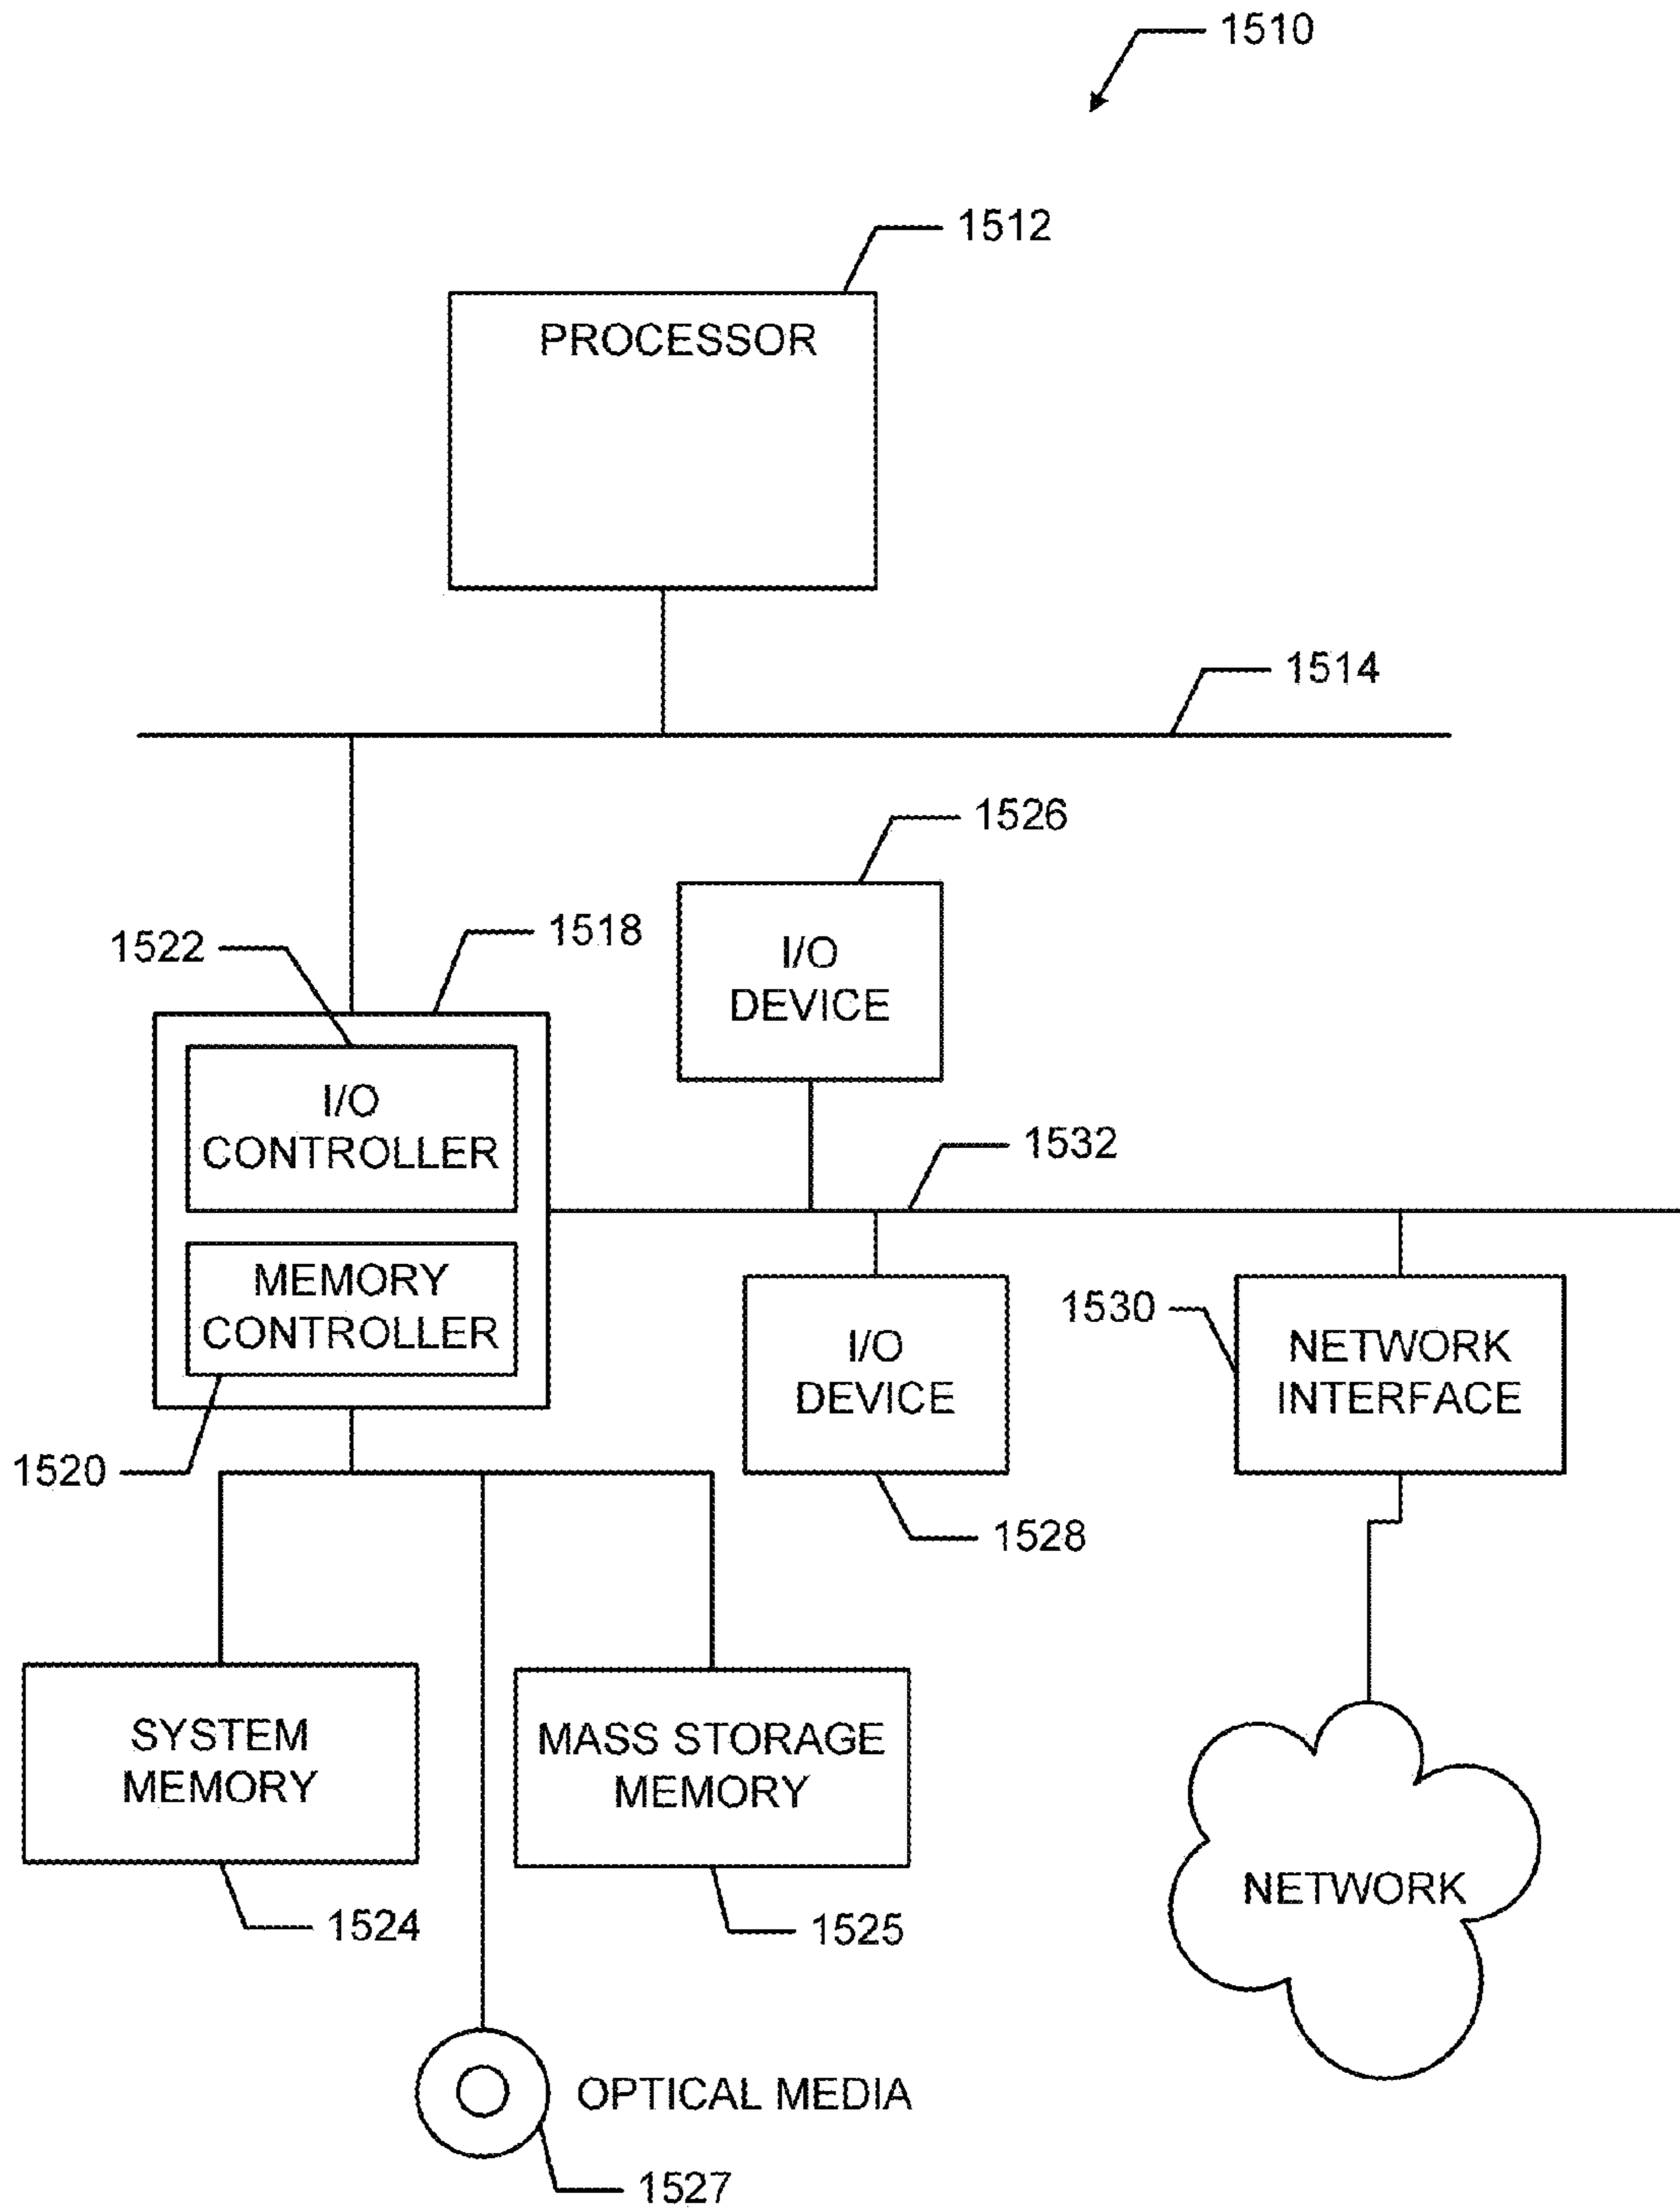 1510
1512
PROCESSOR
1514
1526
1522
1518
I/O
DEVICE
I/O
CONTROLLER
1532
MEMORY
CONTROLLER
1530
I/O
DEVICE
NETWORK
INTERFACE
1520
1528
SYSTEM
MEMORY
MASS STORAGE
MEMORY
NETWORK
1524
1525
OPTICAL MEDIA
1527